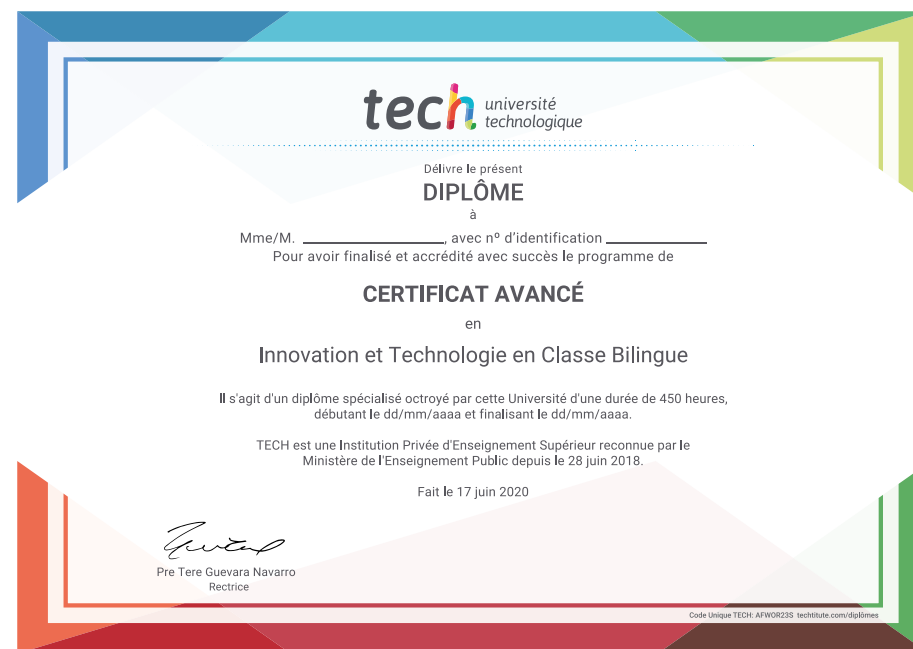 tech université
technologique
Délivre le présent
DIPLÔME
à
Mme/M. ____________________, avec nº d'identification ______________
Pour avoir finalisé et accrédité avec succès le programme de
CERTIFICAT AVANCÉ
en
Innovation et Technologie en Classe Bilingue
Il s'agit d'un diplôme spécialisé octroyé par cette Université d'une durée de 450 heures,
débutant le dd/mm/aaaa et finalisant le dd/mm/aaaa.
TECH est une Institution Privée d'Enseignement Supérieur reconnue par le
Ministère de l'Enseignement Public depuis le 28 juin 2018.
Fait le 17 juin 2020
Pre Tere Guevara Navarro
Rectrice
Code Unique TECH: AFWOR23S techtitute.com/diplômes